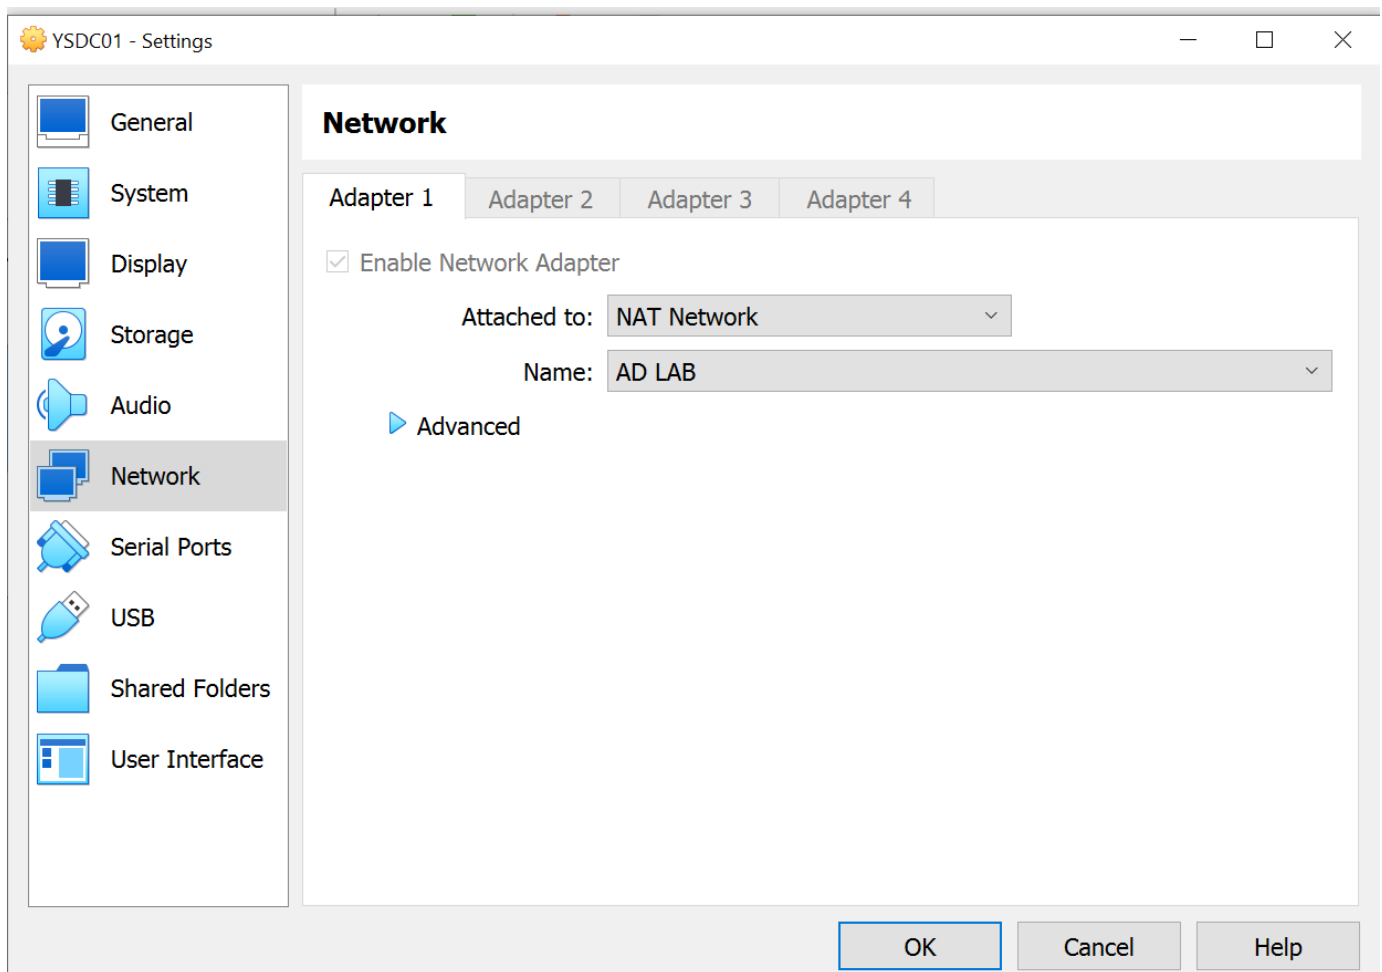 YSDC01 - Settings
General
System
Display
Storage
Audio
Network
Serial Ports
USB
Shared Folders
User Interface
Network
Adapter 1 Adapter 2 Adapter 3 Adapter 4
Enable Network Adapter
Attached to: NAT Network
Name: AD LAB
Advanced
OK Cancel Help